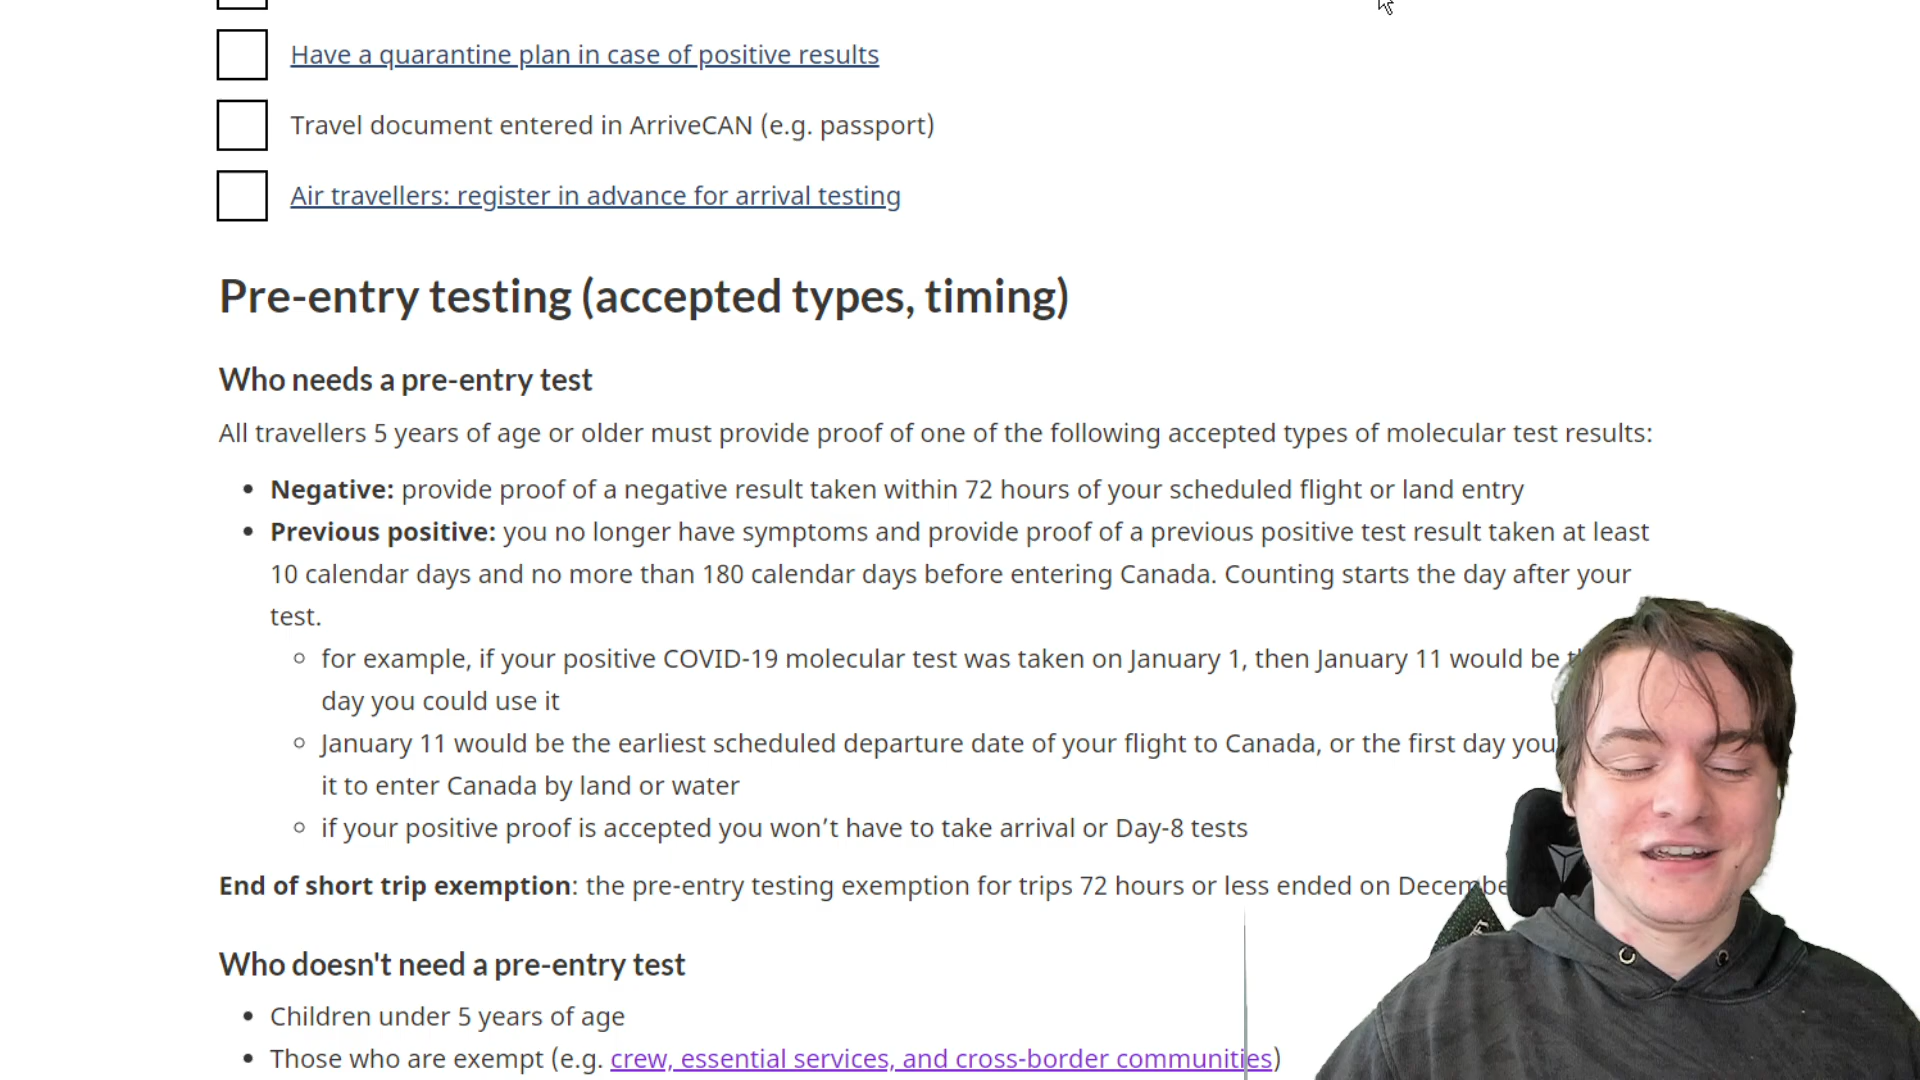 Have a quarantine plan in case of positive results
Travel document entered in ArriveCAN (e.g. passport)
Air travellers: register in advance for arrival testing
Pre-entry testing (accepted types, timing)
Who needs a pre-entry test
All travellers 5 years of age or older must provide proof of one of the following accepted types of molecular test results:
• Negative: provide proof of a negative result taken within 72 hours of your scheduled flight or land entry
• Previous positive: you no longer have symptoms and provide proof of a previous positive test result taken at least
10 calendar days and no more than 180 calendar days before entering Canada. Counting starts the day after your
test.
◦ for example, if your positive COVID-19 molecular test was taken on January 1, then January 11 would be
day you could use it
◦ January 11 would be the earliest scheduled departure date of your flight to Canada, or the first day you
it to enter Canada by land or water
◦ if your positive proof is accepted you won't have to take arrival or Day-8 tests
End of short trip exemption: the pre-entry testing exemption for trips 72 hours or less ended on
Who doesn't need a pre-entry test
• Children under 5 years of age
• Those who are exempt (e.g. crew, essential services, and cross-border communities)